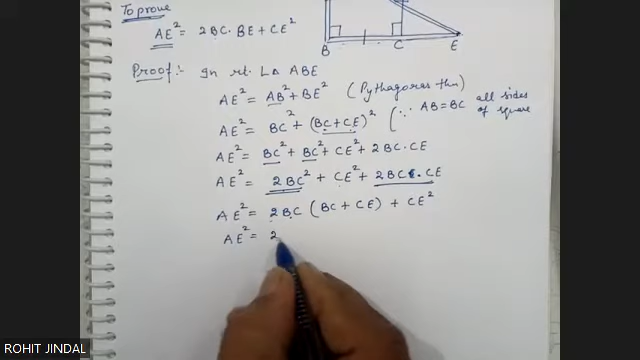 To prove
AE² = 2BC· BE + CE²
B C E
Proof :- In rt. L△ ABE
AE² = AB² + BE² (Pythagoras thm)
AE² = BC² + (BC + CE)² (∵ AB = BC all sides of square
AE² = BC² + BC² + CE² + 2BC · CE
AE² = 2BC² + CE² + 2BC · CE
AE² = 2BC (BC + CE) + CE²
AE² = 2
ROHIT JINDAL